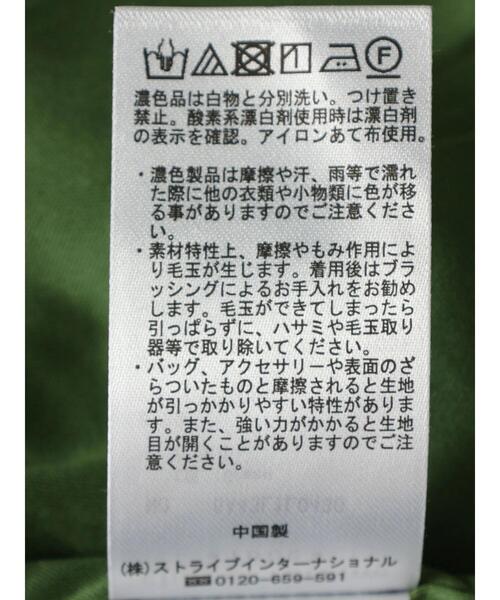 濃色品は白物と分別洗い。つけ置き
禁止。酸素系漂白剤使用時は漂白剤
の表示を確認。アイロンあて布使用。
・濃色製品は摩擦や汗、雨等で濡れ
た際に他の衣類や小物類に色が移
る事がありますのでご注意くださ
い。
・素材特性上、摩擦やもみ作用によ
り毛玉が生じます。着用後はブラ
ッシングによるお手入れをお勧め
します。毛玉ができてしまったら
引っぱらずに、ハサミや毛玉取り
器等で取り除いてください。
・バッグ、アクセサリーや表面のざ
らついたものと摩擦されると生地
が引っかかりやすい特性がありま
す。また、強い力がかかると生地
目が開くことがありますのでご注
意ください。
中国製
(株)ストライプインターナショナル
0120-659-591